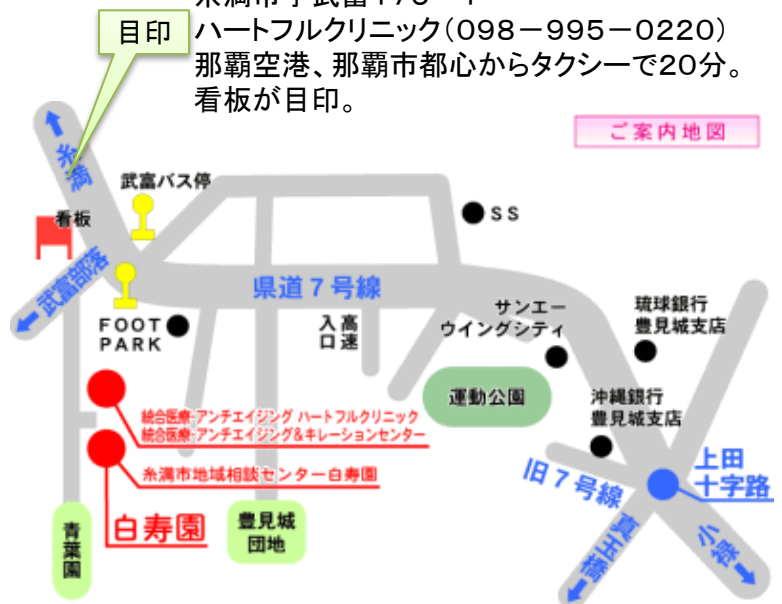 ハートフルクリニック(098-995-0220)
那覇空港、那覇市都心からタクシーで20分。
看板が目印。
目印
ご案内地図
糸満
武富バス停
看板
武富部落
SS
県道7号線
FOOT
PARK
高速
入口
サンエー
ウイングシティ
琉球銀行
豊見城支店
運動公園
沖縄銀行
豊見城支店
統合医療・アンチエイジング ハートフルクリニック
統合医療・アンチエイジング&キレーションセンター
糸満市地域相談センター白寿園
白寿園
青葉園
豊見城
団地
旧7号線
上田
十字路
真玉橋
小禄